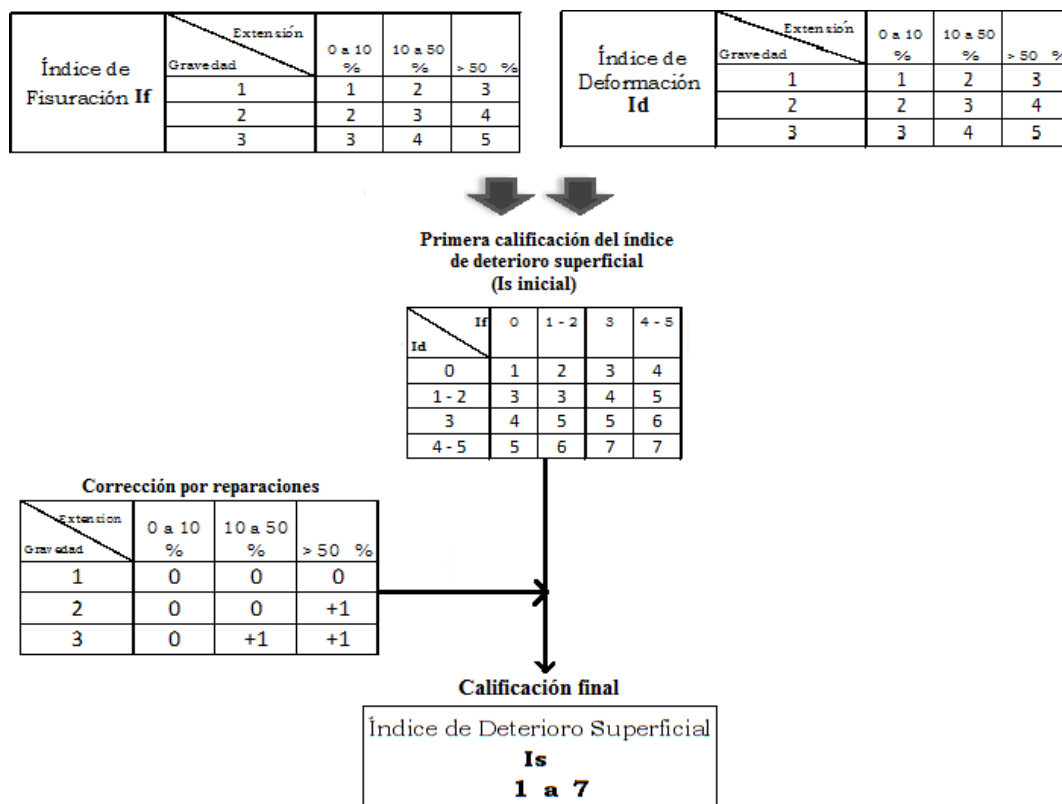 Índice de
Fisuración If
Extensión
Gravedad
0 a 10 %
10 a 50 %
> 50 %
1 1 2 3
2 2 3 4
3 3 4 5
Índice de
Deformación
Id
Extensión
Gravedad
0 a 10 %
10 a 50 %
> 50 %
1 1 2 3
2 2 3 4
3 3 4 5
Primera calificación del índice
de deterioro superficial
(Is inicial)
If 0 1 - 2 3 4 - 5
Id
0 1 2 3 4
1 - 2 3 3 4 5
3 4 5 5 6
4 - 5 5 6 7 7
Corrección por reparaciones
Extension
Gravedad
0 a 10 %
10 a 50 %
> 50 %
1 0 0 0
2 0 0 +1
3 0 +1 +1
Calificación final
Índice de Deterioro Superficial
Is
1 a 7